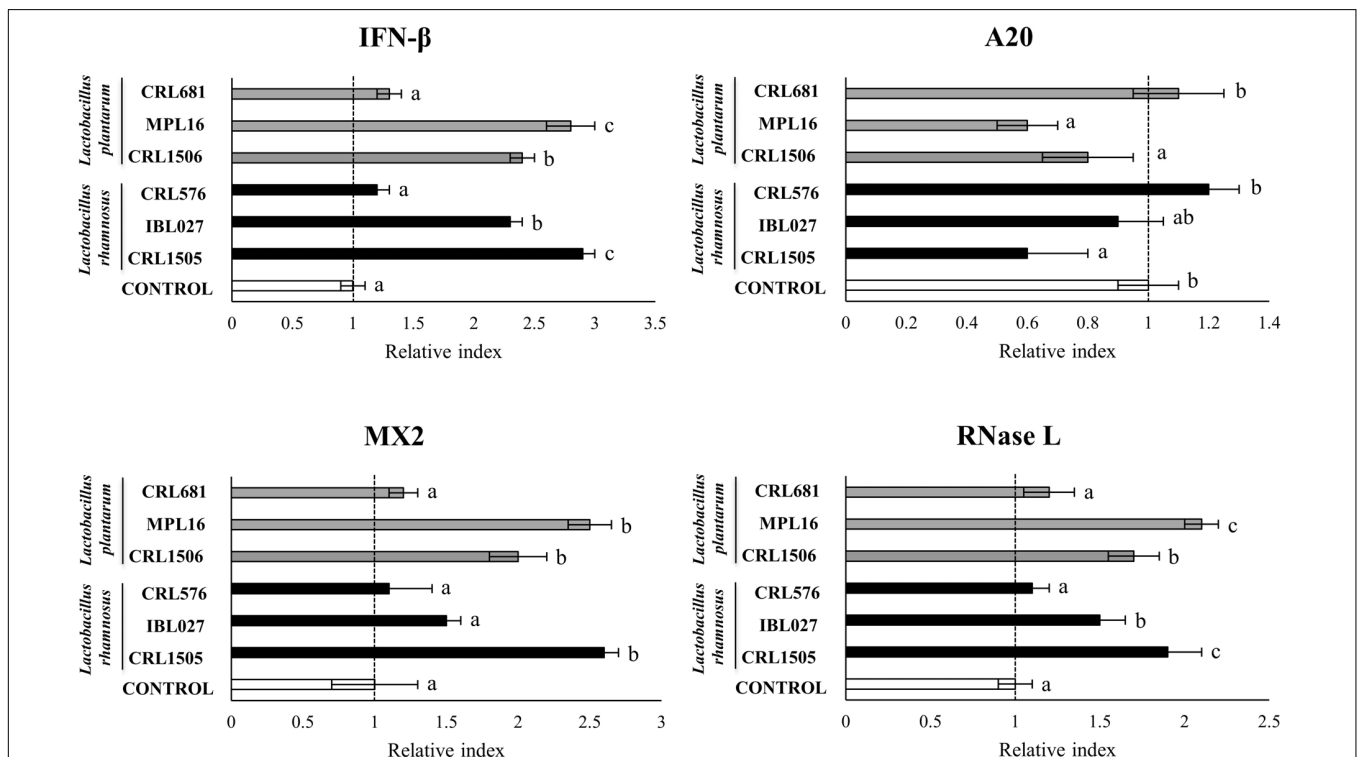 IFN-β
Lactobacillus
plantarum
CRL681
a
MPL16
c
CRL1506
b
Lactobacillus
rhamnosus
CRL576
a
IBL027
b
CRL1505
c
CONTROL
a
0 0.5 1 1.5 2 2.5 3 3.5
Relative index
A20
Lactobacillus
plantarum
CRL681
b
MPL16
a
CRL1506
a
Lactobacillus
rhamnosus
CRL576
b
IBL027
ab
CRL1505
a
CONTROL
b
0 0.2 0.4 0.6 0.8 1 1.2 1.4
Relative index
MX2
Lactobacillus
plantarum
CRL681
a
MPL16
b
CRL1506
b
Lactobacillus
rhamnosus
CRL576
a
IBL027
a
CRL1505
b
CONTROL
a
0 0.5 1 1.5 2 2.5 3
Relative index
RNase L
Lactobacillus
plantarum
CRL681
a
MPL16
c
CRL1506
b
Lactobacillus
rhamnosus
CRL576
a
IBL027
b
CRL1505
c
CONTROL
a
0 0.5 1 1.5 2 2.5
Relative index